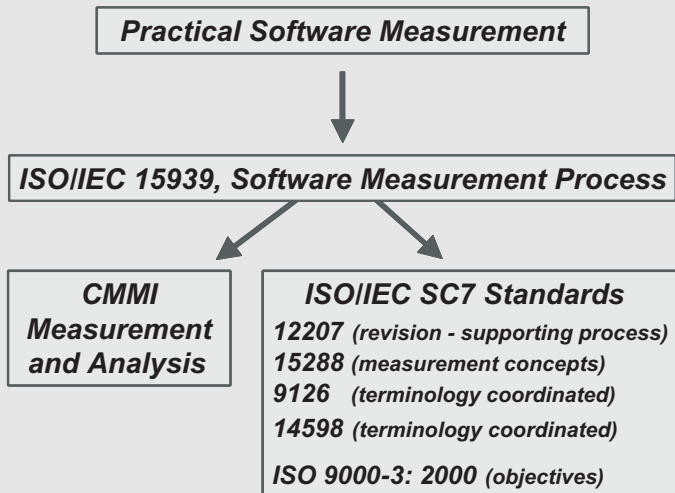 Practical Software Measurement
ISO/IEC 15939, Software Measurement Process
CMMI
Measurement
and Analysis
ISO/IEC SC7 Standards
12207 (revision - supporting process)
15288 (measurement concepts)
9126 (terminology coordinated)
14598 (terminology coordinated)
ISO 9000-3: 2000 (objectives)